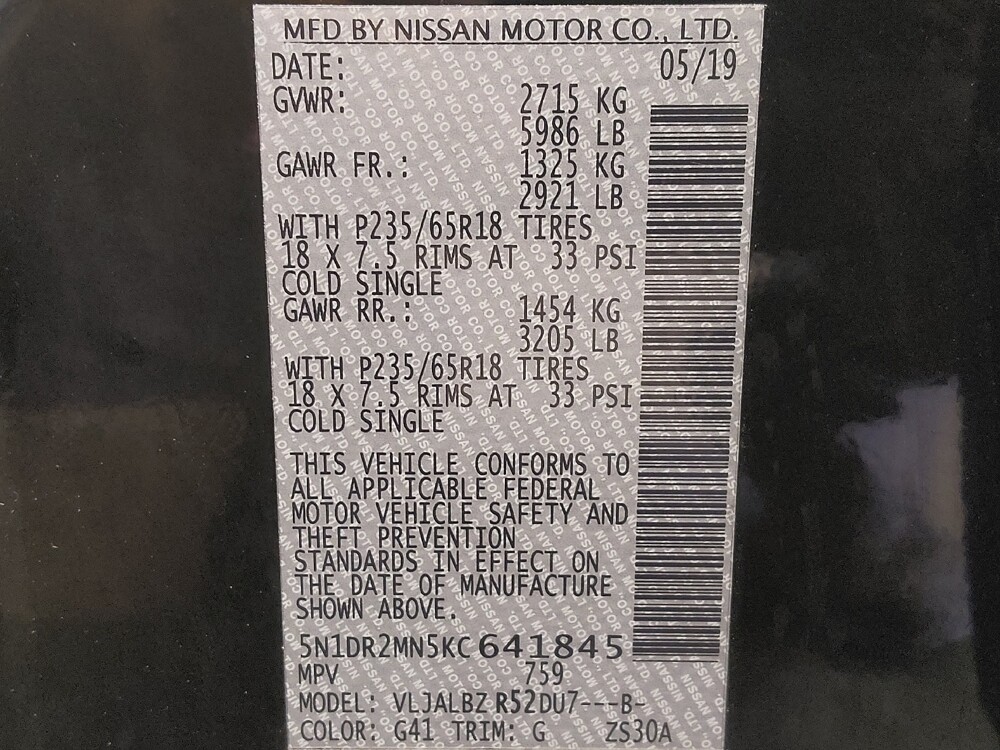 MFD BY NISSAN MOTOR CO., LTD.
DATE: 05/19
GVWR: 2715 KG
5986 LB
GAWR FR.: 1325 KG
2921 LB
WITH P235/65R18 TIRES
18 X 7.5 RIMS AT 33 PSI
COLD SINGLE
GAWR RR.: 1454 KG
3205 LB
WITH P235/65R18 TIRES
18 X 7.5 RIMS AT 33 PSI
COLD SINGLE
THIS VEHICLE CONFORMS TO
ALL APPLICABLE FEDERAL
MOTOR VEHICLE SAFETY AND
THEFT PREVENTION
STANDARDS IN EFFECT ON
THE DATE OF MANUFACTURE
SHOWN ABOVE.
5N1DR2MN5KC641845
MPV 759
MODEL: VLJALBZ R52DU7---B-
COLOR: G41 TRIM: G ZS30A